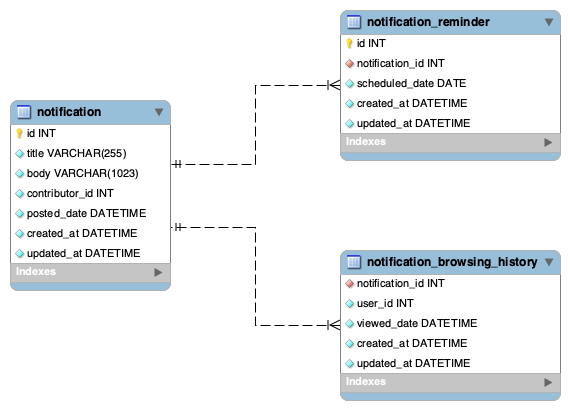 notification
id INT
title VARCHAR(255)
body VARCHAR(1023)
contributor_id INT
posted_date DATETIME
created_at DATETIME
updated_at DATETIME
Indexes
notification_reminder
id INT
notification_id INT
scheduled_date DATE
created_at DATETIME
updated_at DATETIME
Indexes
notification_browsing_history
notification_id INT
user_id INT
viewed_date DATETIME
created_at DATETIME
updated_at DATETIME
Indexes